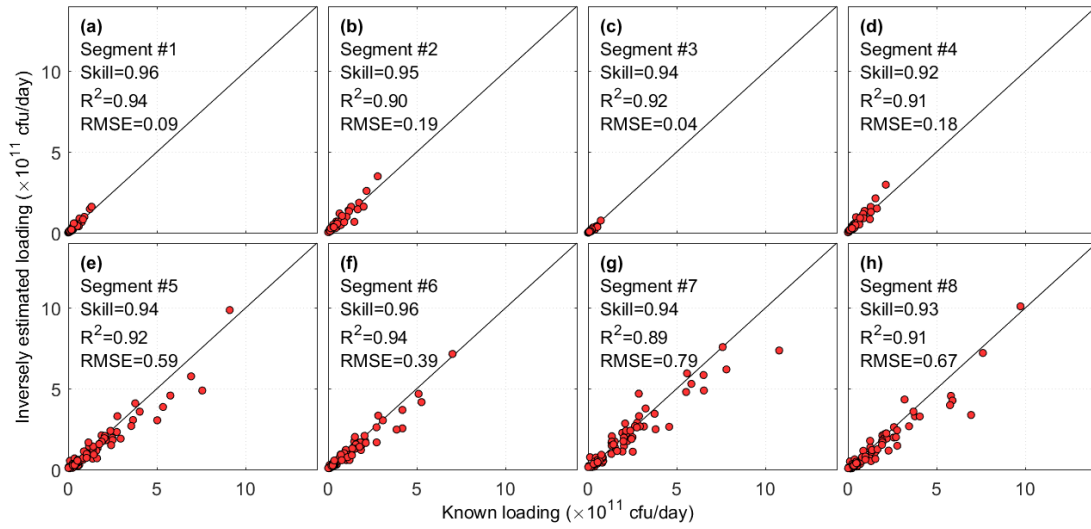 (a)
Segment #1
Skill=0.96
R²=0.94
RMSE=0.09
(b)
Segment #2
Skill=0.95
R²=0.90
RMSE=0.19
(c)
Segment #3
Skill=0.94
R²=0.92
RMSE=0.04
(d)
Segment #4
Skill=0.92
R²=0.91
RMSE=0.18
10
5
0
(e)
Segment #5
Skill=0.94
R²=0.92
RMSE=0.59
(f)
Segment #6
Skill=0.96
R²=0.94
RMSE=0.39
(g)
Segment #7
Skill=0.94
R²=0.89
RMSE=0.79
(h)
Segment #8
Skill=0.93
R²=0.91
RMSE=0.67
10
5
0
0 5 10 0 5 10 0 5 10 0 5 10
Known loading (×10¹¹ cfu/day)
Inversely estimated loading (×10¹¹ cfu/day)